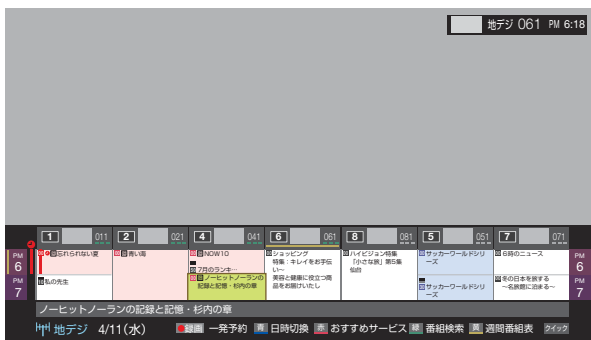 地デジ 061 PM 6:18
1 011 2 021 4 041 6 061 8 081 5 051 7 071
PM 6
PM 7
忘れられない夏
私の先生
青い海
NOW10
7月のランキ…
ノーヒットノーランの
記録と記憶・杉内の章
ショッピング
特集:キレイをお手伝
い〜
美容と健康に役立つ商
品をお届けいたし
ハイビジョン特集
「小さな旅」第5集
仙台
サッカーワールドシリ
ーズ
サッカーワールドシリ
ーズ
6時のニュース
冬の日本を旅する
〜名旅館に泊まる〜
PM 6
PM 7
ノーヒットノーランの記録と記憶・杉内の章
地デジ 4/11(水) 録画 一発予約 青 日時切換 赤 おすすめサービス 緑 番組検索 黄 週間番組表 クイック